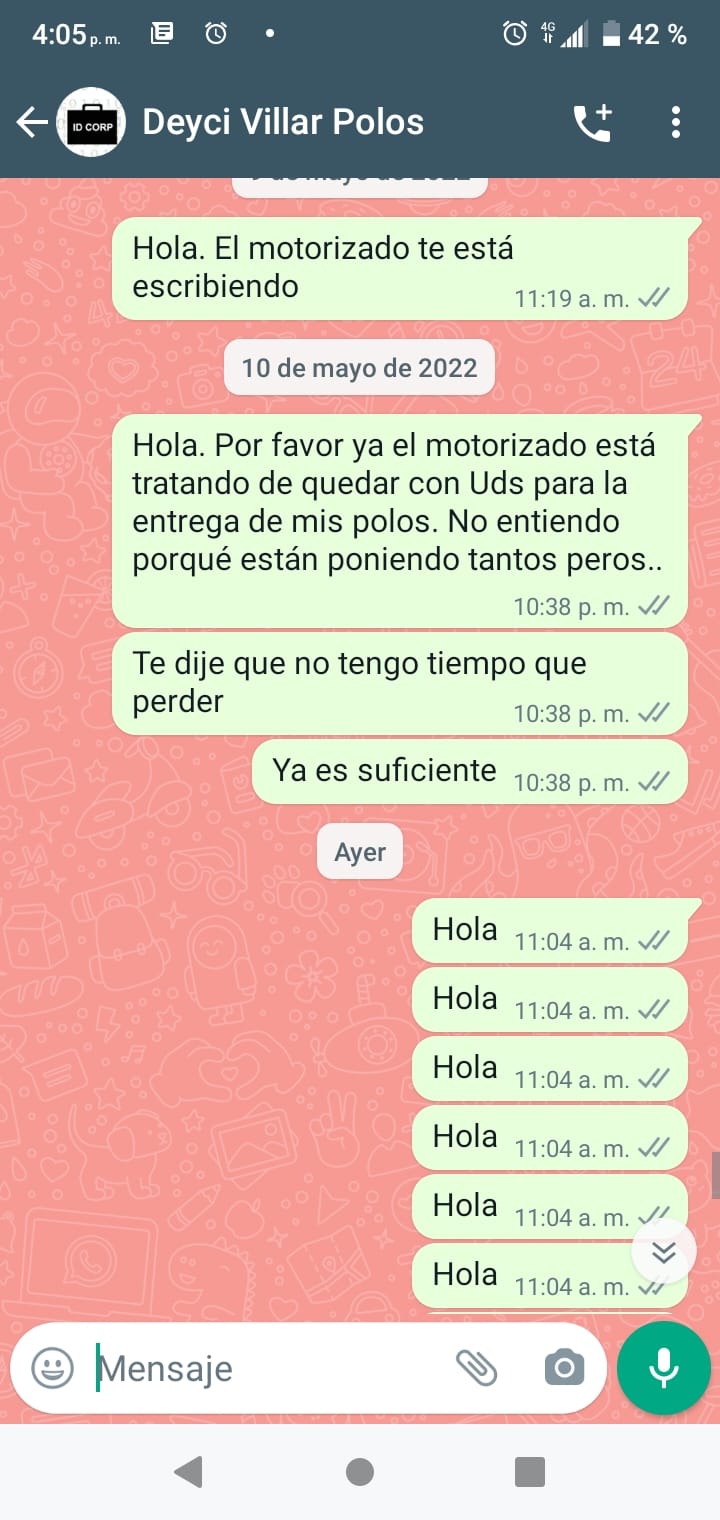 4:05 p. m.
4G
42 %
ID CORP
Deyci Villar Polos
Hola. El motorizado te está
escribiendo
11:19 a. m.
10 de mayo de 2022
Hola. Por favor ya el motorizado está
tratando de quedar con Uds para la
entrega de mis polos. No entiendo
porqué están poniendo tantos peros..
10:38 p. m.
Te dije que no tengo tiempo que
perder
10:38 p. m.
Ya es suficiente 10:38 p. m.
Ayer
Hola 11:04 a. m.
Hola 11:04 a. m.
Hola 11:04 a. m.
Hola 11:04 a. m.
Hola 11:04 a. m.
Hola 11:04 a. m.
Mensaje